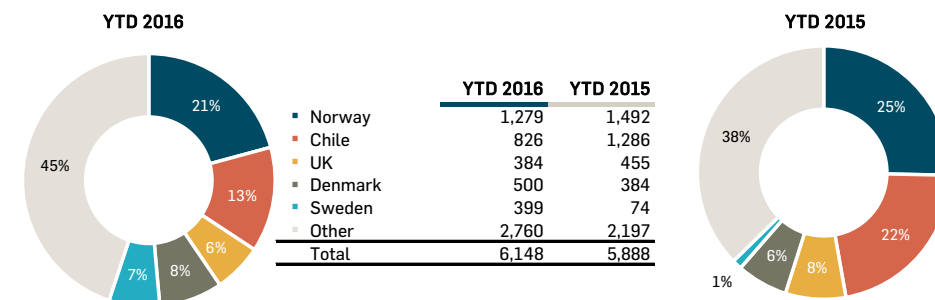 YTD 2016
21%
13%
6%
8%
7%
45%
YTD 2016 YTD 2015
Norway 1,279 1,492
Chile 826 1,286
UK 384 455
Denmark 500 384
Sweden 399 74
Other 2,760 2,197
Total 6,148 5,888
YTD 2015
25%
22%
8%
6%
1%
38%